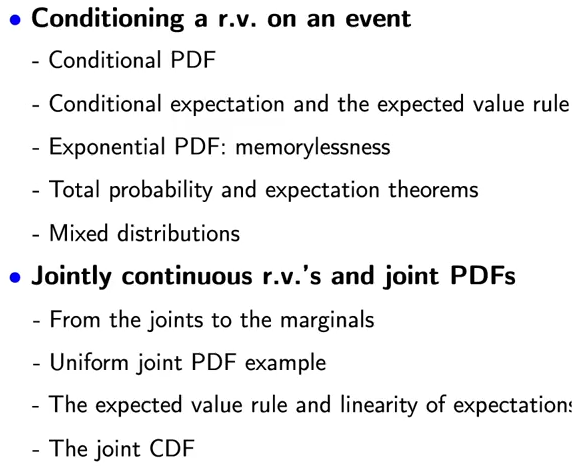 • Conditioning a r.v. on an event
- Conditional PDF
- Conditional expectation and the expected value rule
- Exponential PDF: memorylessness
- Total probability and expectation theorems
- Mixed distributions
• Jointly continuous r.v.'s and joint PDFs
- From the joints to the marginals
- Uniform joint PDF example
- The expected value rule and linearity of expectations
- The joint CDF